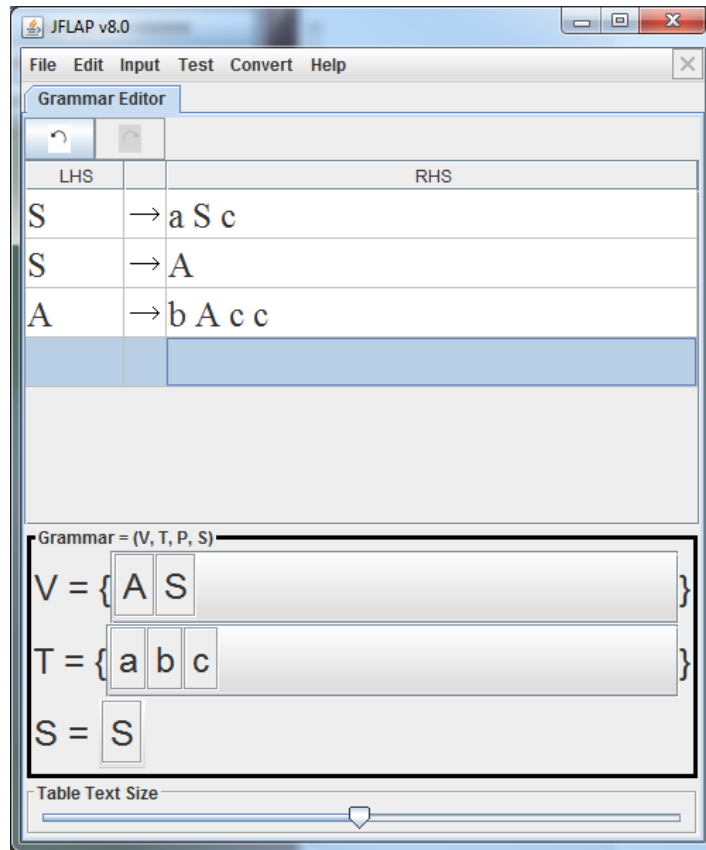 JFLAP v8.0
File Edit Input Test Convert Help
Grammar Editor
LHS RHS
S → a S c
S → A
A → b A c c
Grammar = (V, T, P, S)
V = { A S }
T = { a b c }
S = S
Table Text Size